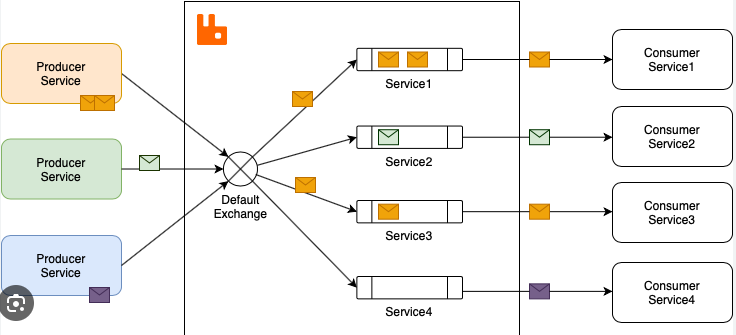 Producer
Service
Producer
Service
Producer
Service
Default
Exchange
Service1
Service2
Service3
Service4
Consumer
Service1
Consumer
Service2
Consumer
Service3
Consumer
Service4